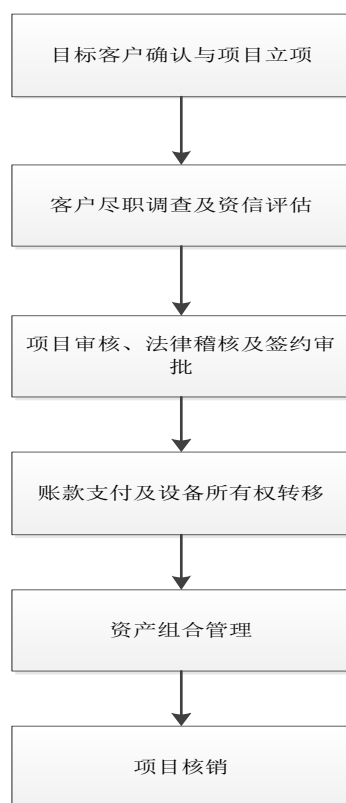 目标客户确认与项目立项
客户尽职调查及资信评估
项目审核、法律稽核及签约审
批
账款支付及设备所有权转移
资产组合管理
项目核销